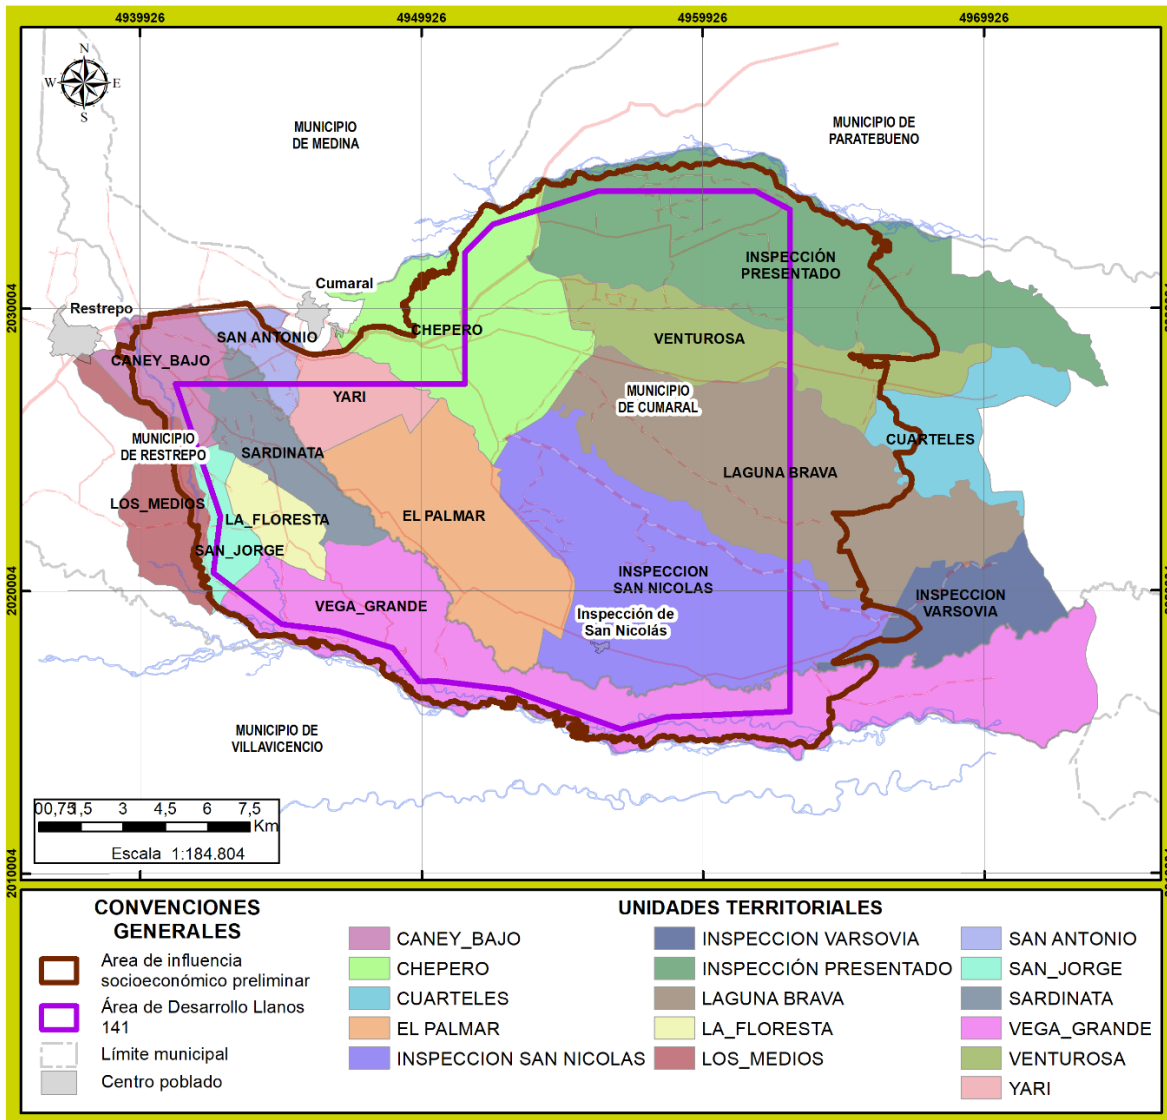 4939926
4949926
4959926
4969926
N
W
E
S
MUNICIPIO
DE MEDINA
MUNICIPIO DE
PARATEBUENO
INSPECCIÓN
PRESENTADO
2030004
Cumaral
Restrepo
SAN ANTONIO
CHEPERO
VENTUROSA
CANEY_BAJO
YARI
MUNICIPIO
DE CUMARAL
MUNICIPIO
DE RESTREPO
SARDINATA
CUARTELES
LAGUNA BRAVA
LOS_MEDIOS
LA_FLORESTA
EL PALMAR
SAN_JORGE
INSPECCION
SAN NICOLAS
2020004
INSPECCION
VARSOVIA
VEGA_GRANDE
Inspección de
San Nicolás
MUNICIPIO DE
VILLAVICENCIO
00,751,5 3 4,5 6 7,5
Km
Escala 1:184.804
2010004
CONVENCIONES
GENERALES
Area de influencia
socioeconómico preliminar
Área de Desarrollo Llanos
141
Límite municipal
Centro poblado
UNIDADES TERRITORIALES
CANEY_BAJO
CHEPERO
CUARTELES
EL PALMAR
INSPECCION SAN NICOLAS
INSPECCION VARSOVIA
INSPECCIÓN PRESENTADO
LAGUNA BRAVA
LA_FLORESTA
LOS_MEDIOS
SAN ANTONIO
SAN_JORGE
SARDINATA
VEGA_GRANDE
VENTUROSA
YARI